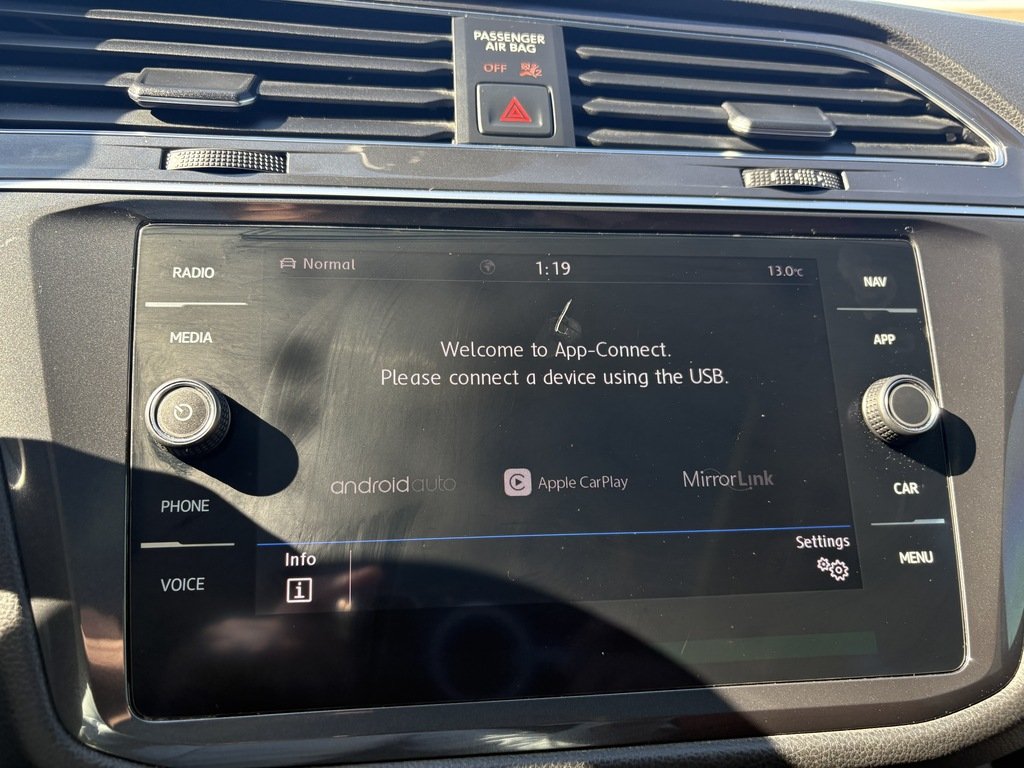 PASSENGER
AIR BAG
OFF
RADIO
Normal
1:19
13.0°C
NAV
MEDIA
APP
Welcome to App-Connect.
Please connect a device using the USB.
androidauto
Apple CarPlay
MirrorLink
PHONE
CAR
Info
Settings
VOICE
MENU